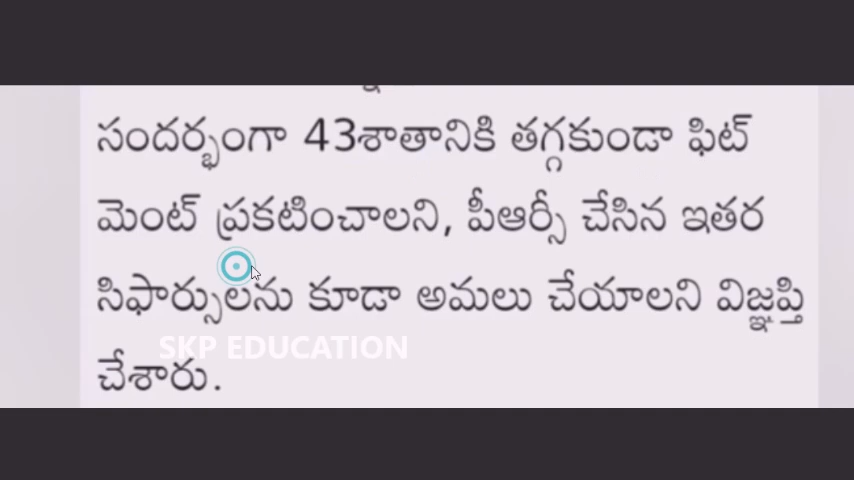 సందర్భంగా 43శాతానికి తగ్గకుండా ఫిట్
మెంట్ ప్రకటించాలని, పీఆర్సీ చేసిన ఇతర
సిఫార్సులను కూడా అమలు చేయాలని విజ్ఞప్తి
SKP EDUCATION
చేశారు.